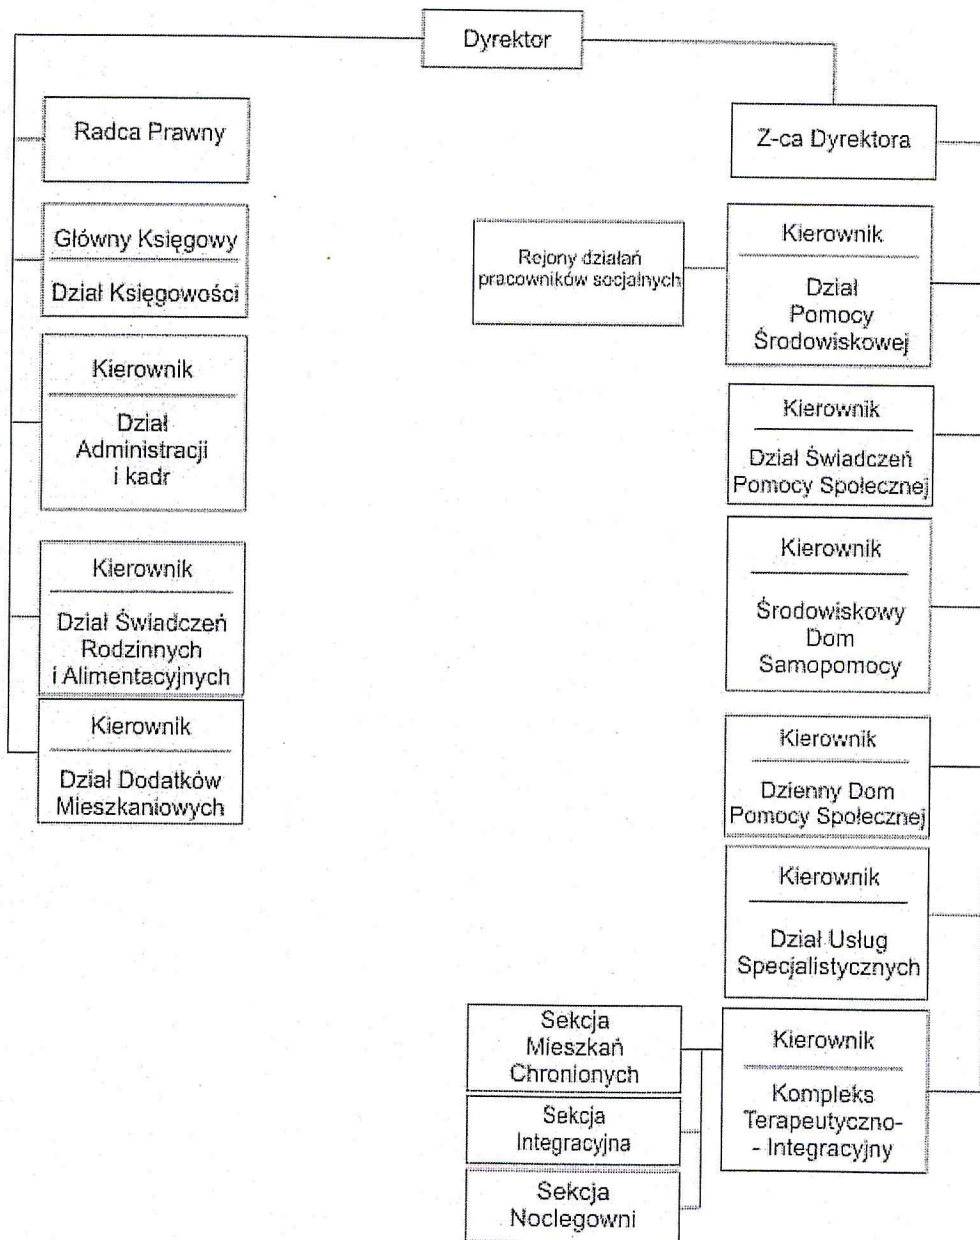 Dyrektor
Radca Prawny
Główny Księgowy
Dział Księgowości
Kierownik
Dział
Administracji
i kadr
Kierownik
Dział Świadczeń
Rodzinnych
i Alimentacyjnych
Kierownik
Dział Dodatków
Mieszkaniowych
Z-ca Dyrektora
Rejony działań
pracowników socjalnych
Kierownik
Dział
Pomocy
Środowiskowej
Kierownik
Dział Świadczeń
Pomocy Społecznej
Kierownik
Środowiskowy
Dom
Samopomocy
Kierownik
Dzienny Dom
Pomocy Społecznej
Kierownik
Dział Usług
Specjalistycznych
Kierownik
Kompleks
Terapeutyczno-
- Integracyjny
Sekcja
Mieszkań
Chronionych
Sekcja
Integracyjna
Sekcja
Noclegowni